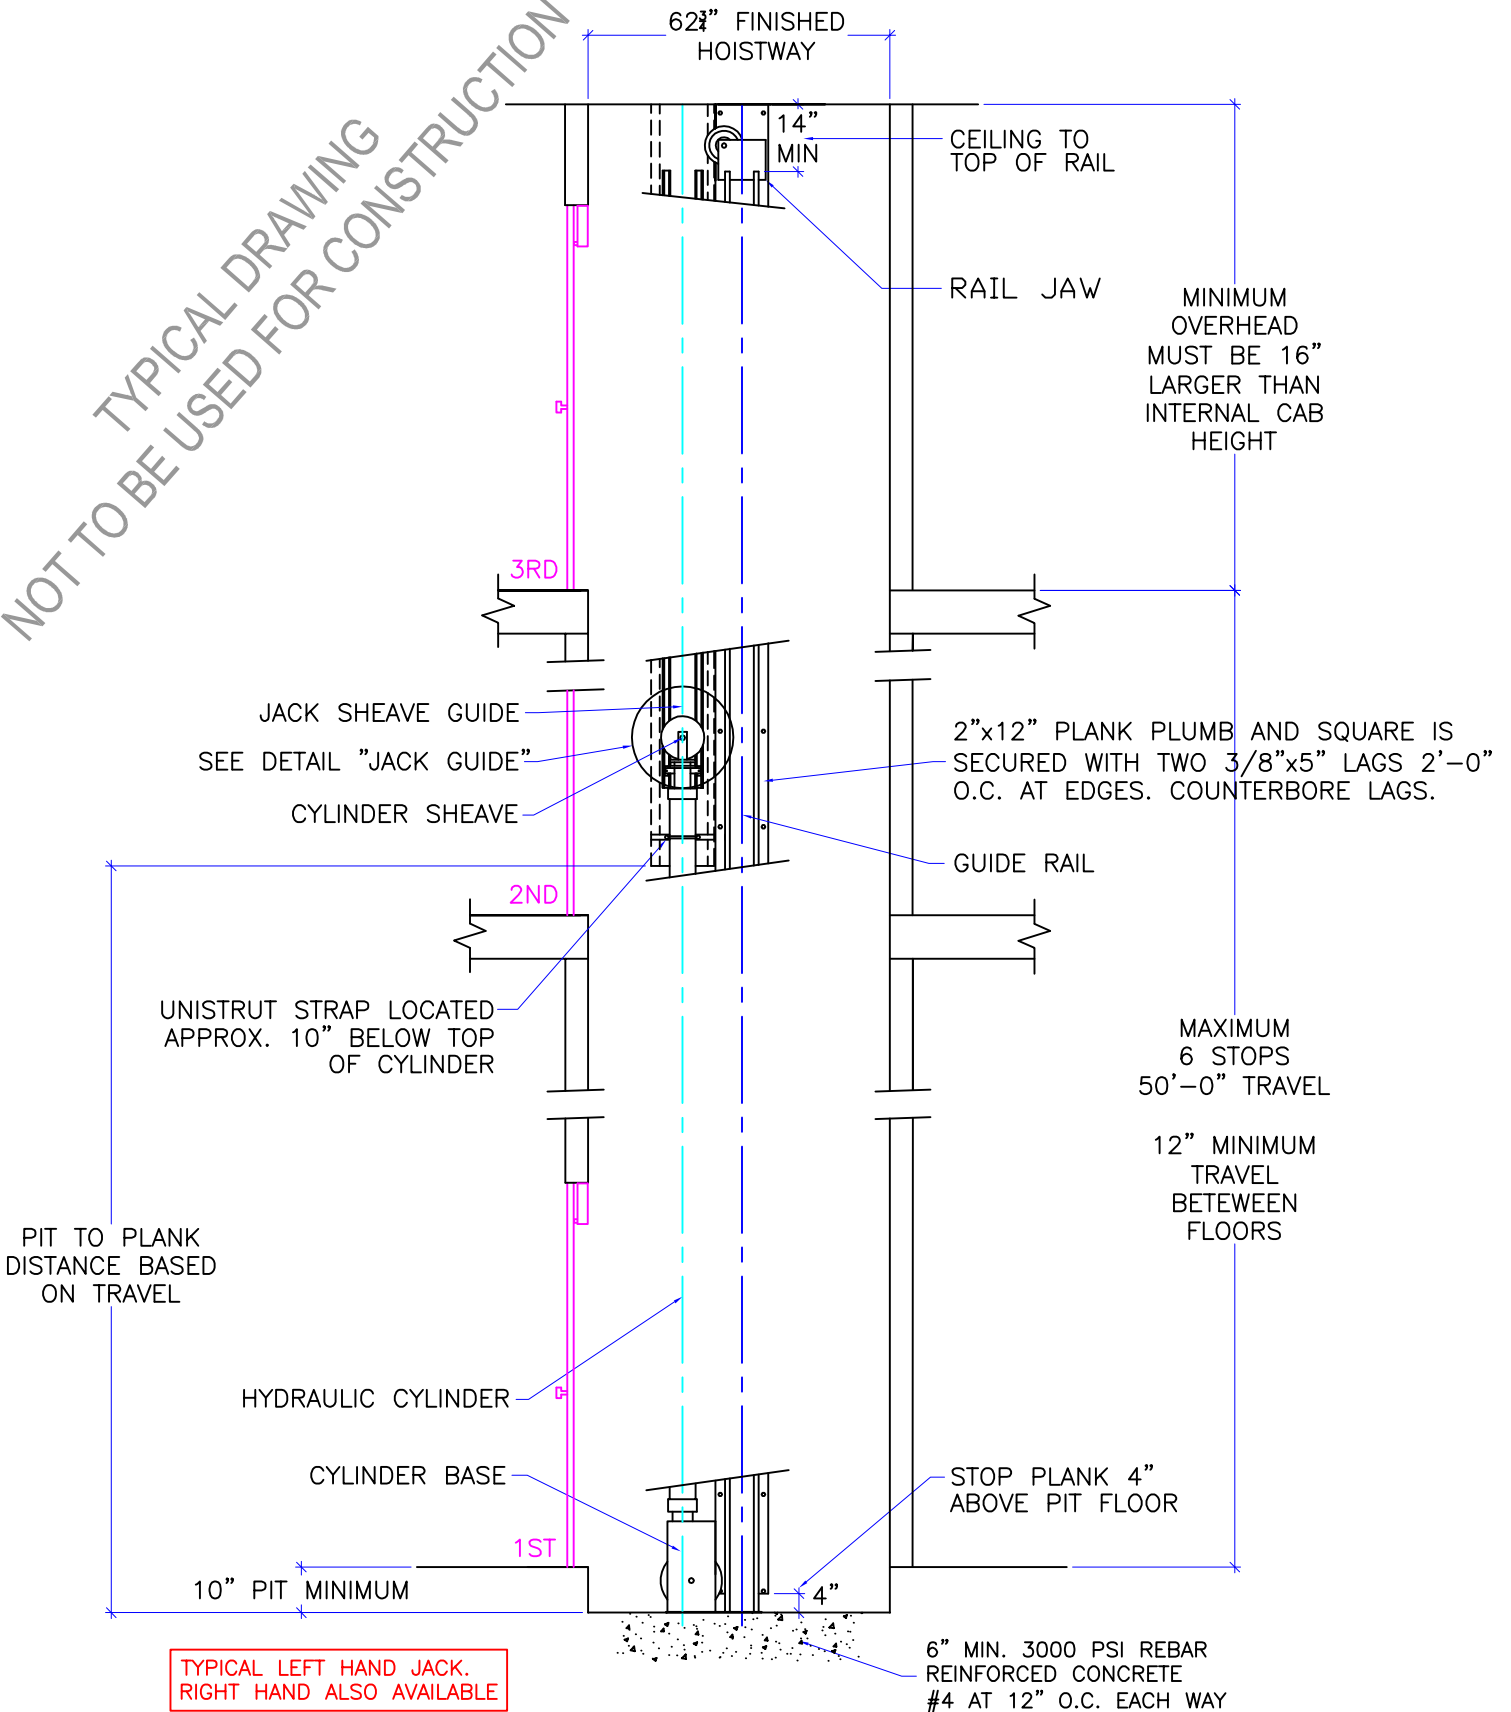 62¾” FINISHED
HOISTWAY
TYPICAL DRAWING
NOT TO BE USED FOR CONSTRUCTION
14”
MIN
CEILING TO
TOP OF RAIL
RAIL JAW
MINIMUM
OVERHEAD
MUST BE 16”
LARGER THAN
INTERNAL CAB
HEIGHT
3RD
JACK SHEAVE GUIDE
SEE DETAIL ”JACK GUIDE”
CYLINDER SHEAVE
2”x12” PLANK PLUMB AND SQUARE IS
SECURED WITH TWO 3/8”x5” LAGS 2’-0”
O.C. AT EDGES. COUNTERBORE LAGS.
GUIDE RAIL
2ND
UNISTRUT STRAP LOCATED
APPROX. 10” BELOW TOP
OF CYLINDER
MAXIMUM
6 STOPS
50’-0” TRAVEL
12” MINIMUM
TRAVEL
BETEWEEN
FLOORS
PIT TO PLANK
DISTANCE BASED
ON TRAVEL
HYDRAULIC CYLINDER
CYLINDER BASE
STOP PLANK 4”
ABOVE PIT FLOOR
1ST
10” PIT MINIMUM
4”
6” MIN. 3000 PSI REBAR
REINFORCED CONCRETE
#4 AT 12” O.C. EACH WAY
TYPICAL LEFT HAND JACK.
RIGHT HAND ALSO AVAILABLE